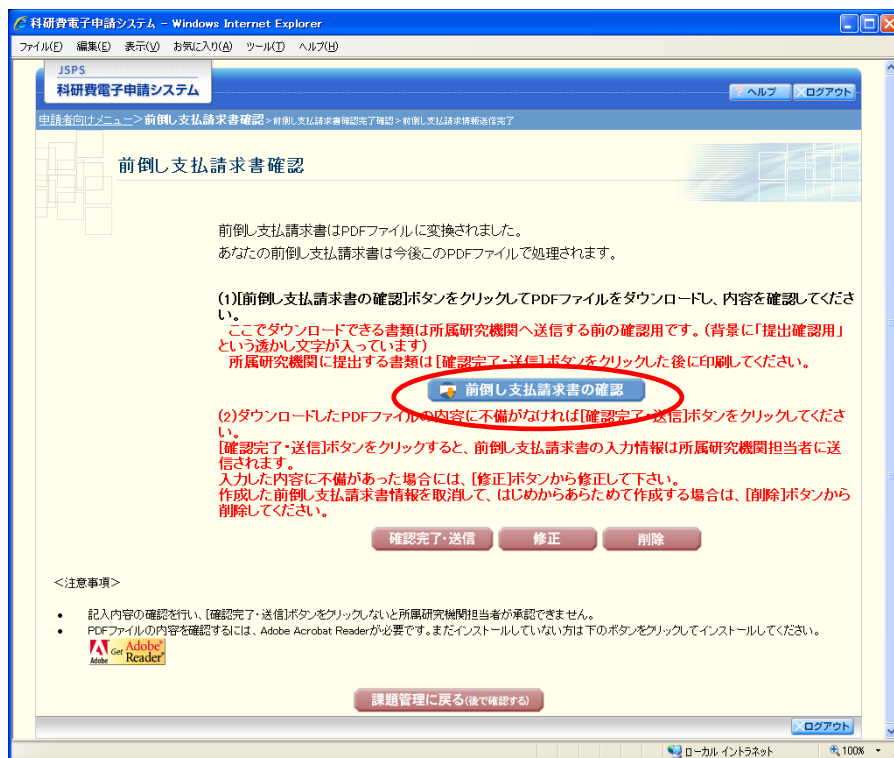 科研費電子申請システム - Windows Internet Explorer
ファイル(F) 編集(E) 表示(V) お気に入り(A) ツール(T) ヘルプ(H)
JSPS
科研費電子申請システム
? ヘルプ ログアウト
申請者向けメニュー>前倒し支払請求書確認>前倒し支払請求書確認完了確認>前倒し支払請求情報送信完了
前倒し支払請求書確認
前倒し支払請求書はPDFファイルに変換されました。
あなたの前倒し支払請求書は今後このPDFファイルで処理されます。
(1)[前倒し支払請求書の確認]ボタンをクリックしてPDFファイルをダウンロードし、内容を確認してくださ
い。
ここでダウンロードできる書類は所属研究機関へ送信する前の確認用です。(背景に「提出確認用」
という透かし文字が入っています)
所属研究機関に提出する書類は[確認完了・送信]ボタンをクリックした後に印刷してください。
前倒し支払請求書の確認
(2)ダウンロードしたPDFファイルの内容に不備がなければ[確認完了・送信]ボタンをクリックしてくださ
い。
[確認完了・送信]ボタンをクリックすると、前倒し支払請求書の入力情報は所属研究機関担当者に送
信されます。
入力した内容に不備があった場合には、[修正]ボタンから修正して下さい。
作成した前倒し支払請求書情報を取消して、はじめからあらためて作成する場合は、[削除]ボタンから
削除してください。
確認完了・送信 修正 削除
<注意事項>
• 記入内容の確認を行い、[確認完了・送信]ボタンをクリックしないと所属研究機関担当者が承認できません。
• PDFファイルの内容を確認するには、Adobe Acrobat Readerが必要です。まだインストールしていない方は下のボタンをクリックしてインストールしてください。
Adobe Get Adobe Reader
課題管理に戻る(後で確認する)
ログアウト
ローカル イントラネット 100%